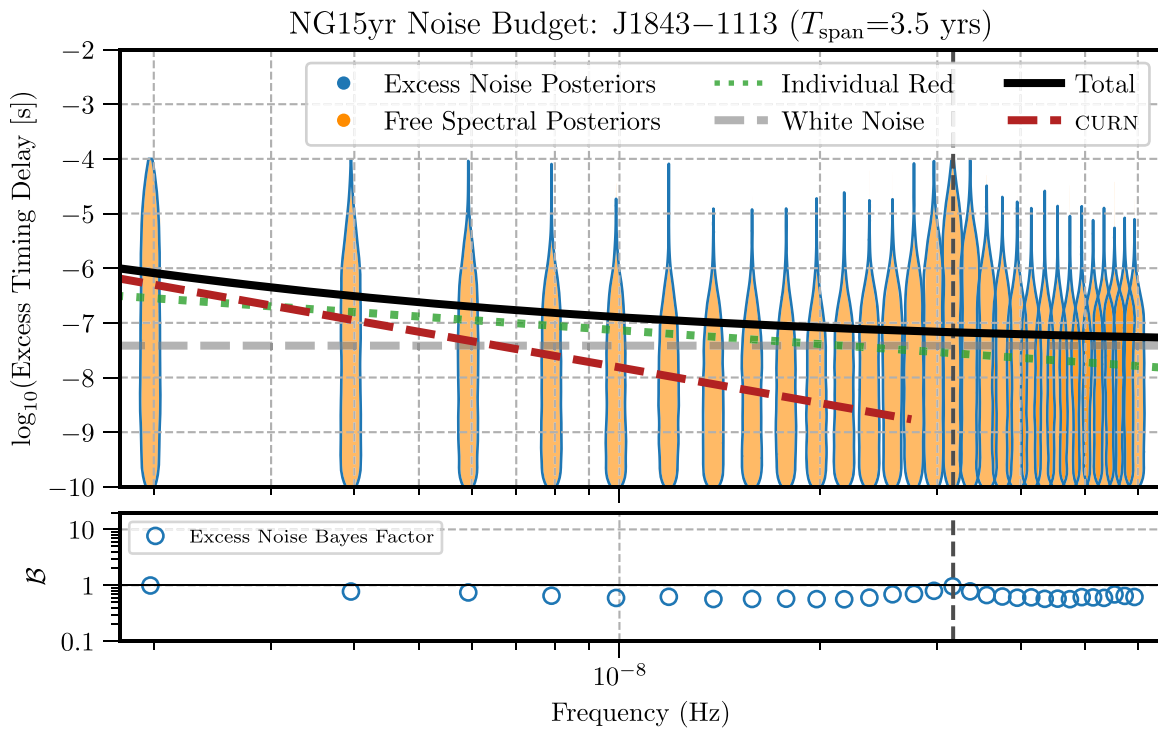 NG15yr Noise Budget: J1843−1113 (T_span=3.5 yrs)
Excess Noise Posteriors
Free Spectral Posteriors
Individual Red
White Noise
Total
CURN
log₁₀(Excess Timing Delay [s])
−2
−3
−4
−5
−6
−7
−8
−9
−10
Excess Noise Bayes Factor
ℬ
10
1
0.1
10⁻⁸
Frequency (Hz)